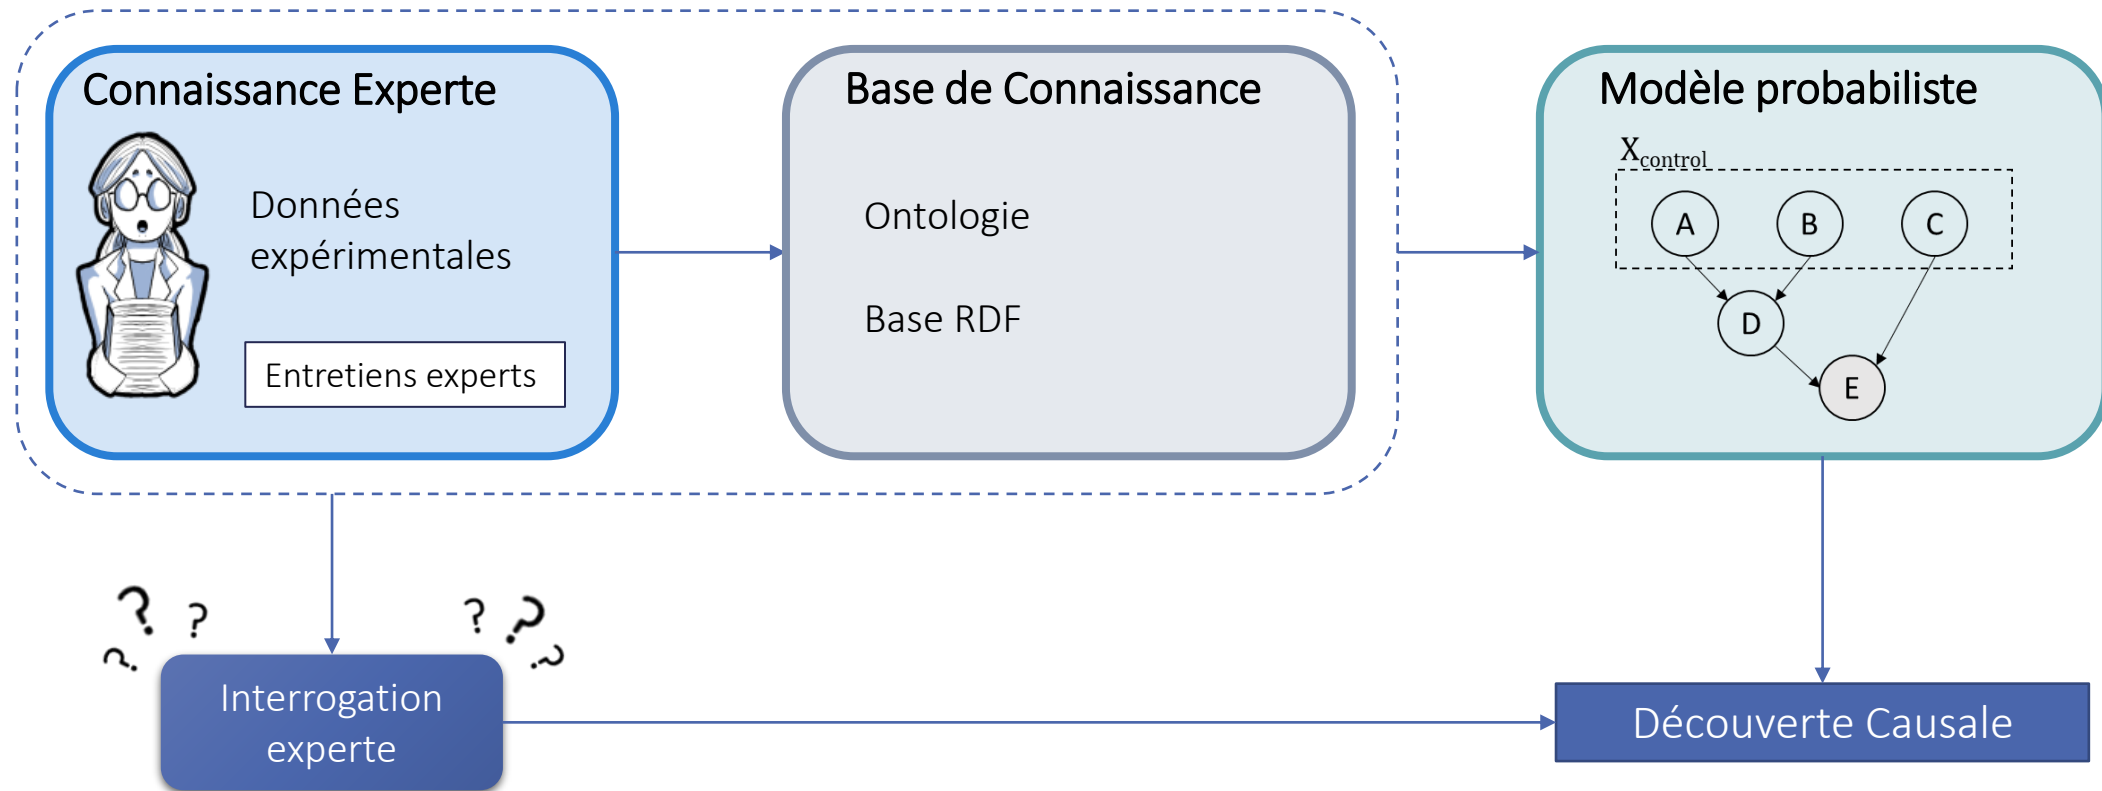 Connaissance Experte
Données
expérimentales
Entretiens experts
Base de Connaissance
Ontologie
Base RDF
Modèle probabiliste
Xcontrol
A
B
C
D
E
? ? ?
? ? ?
Interrogation
experte
Découverte Causale